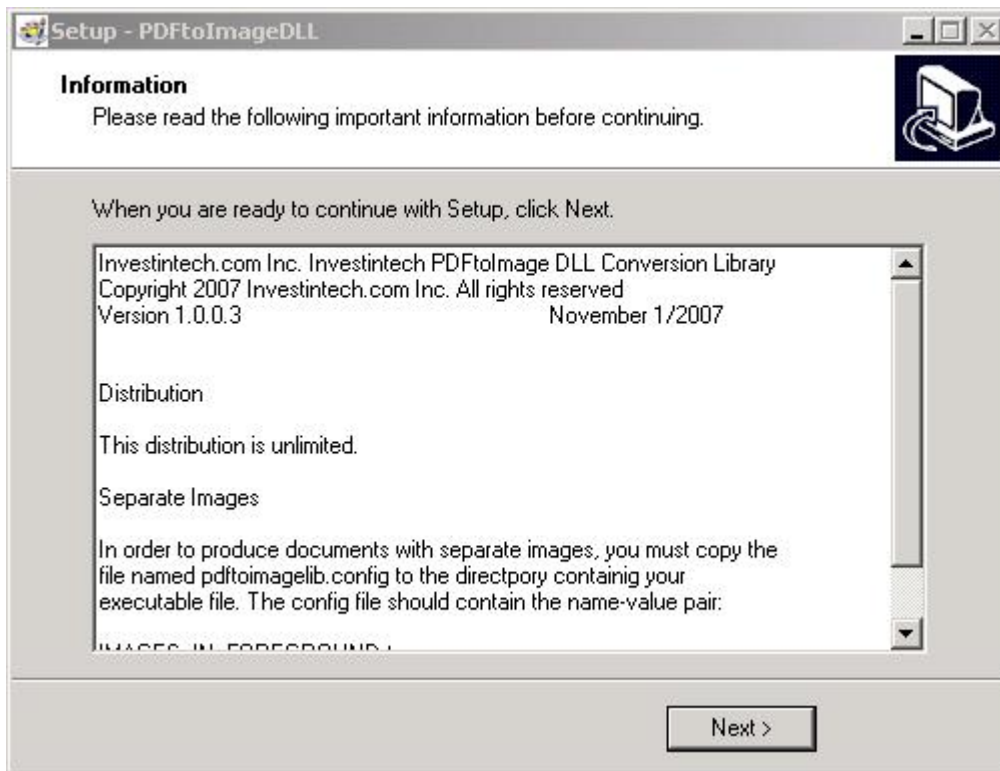 Setup - PDFtoImageDLL
Information
Please read the following important information before continuing.
When you are ready to continue with Setup, click Next.
Investintech.com Inc. Investintech PDFtoImage DLL Conversion Library
Copyright 2007 Investintech.com Inc. All rights reserved
Version 1.0.0.3 November 1/2007
Distribution
This distribution is unlimited.
Separate Images
In order to produce documents with separate images, you must copy the
file named pdftoimagelib.config to the directpory containig your
executable file. The config file should contain the name-value pair:
IMAGES_IN_FOREGROUND
Next >